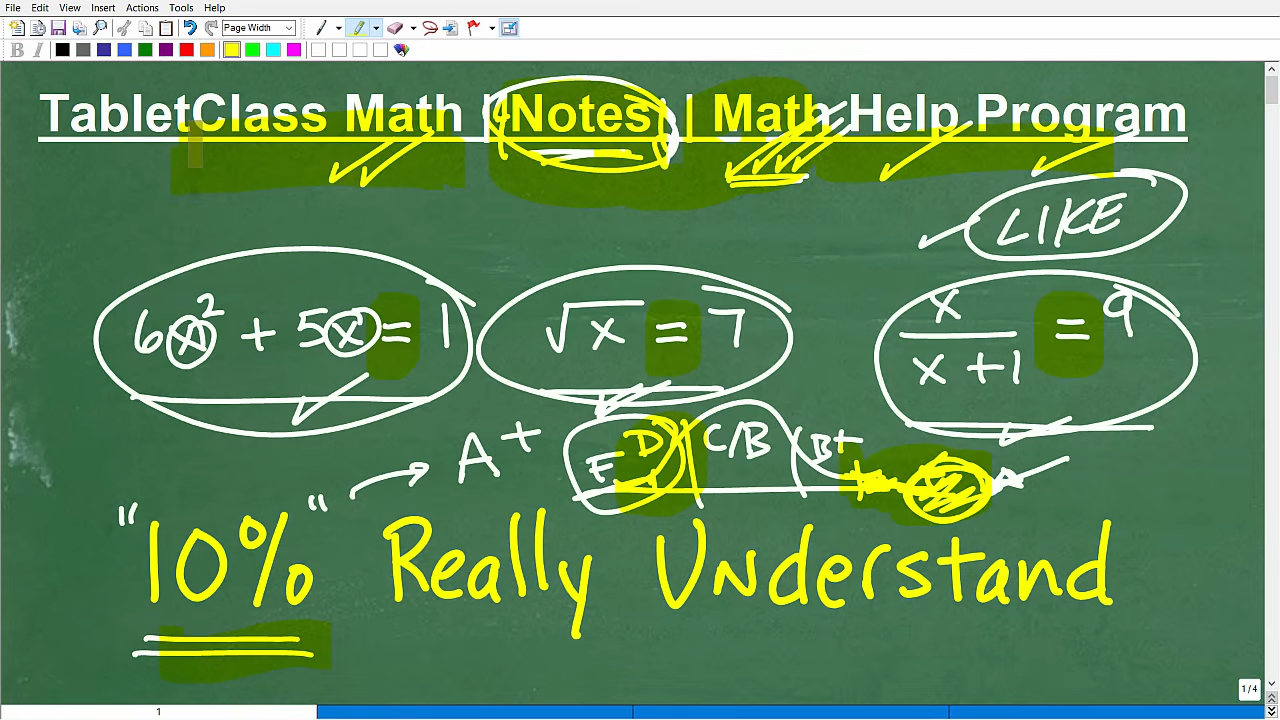 File Edit View Insert Actions Tools Help
Page Width
B I
TabletClass Math | Notes | Math Help Program
LIKE
6x² + 5x = 1
√x = 7
x
x + 1
= 9
A+ F D C/B B+
"10%" Really Understand
1/4
1